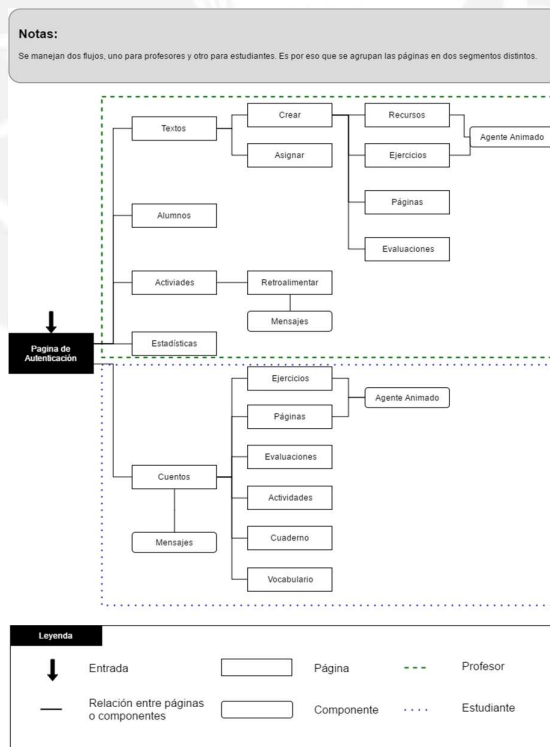 Notas:
Se manejan dos flujos, uno para profesores y otro para estudiantes. Es por eso que se agrupan las páginas en dos segmentos distintos.
Textos
Crear
Recursos
Agente Animado
Asignar
Ejercicios
Páginas
Alumnos
Evaluaciones
Activiades
Retroalimentar
Mensajes
Estadísticas
Pagina de
Autenticación
Ejercicios
Agente Animado
Páginas
Evaluaciones
Cuentos
Actividades
Mensajes
Cuaderno
Vocabulario
Leyenda
Entrada
Página
Profesor
Relación entre páginas
o componentes
Componente
Estudiante